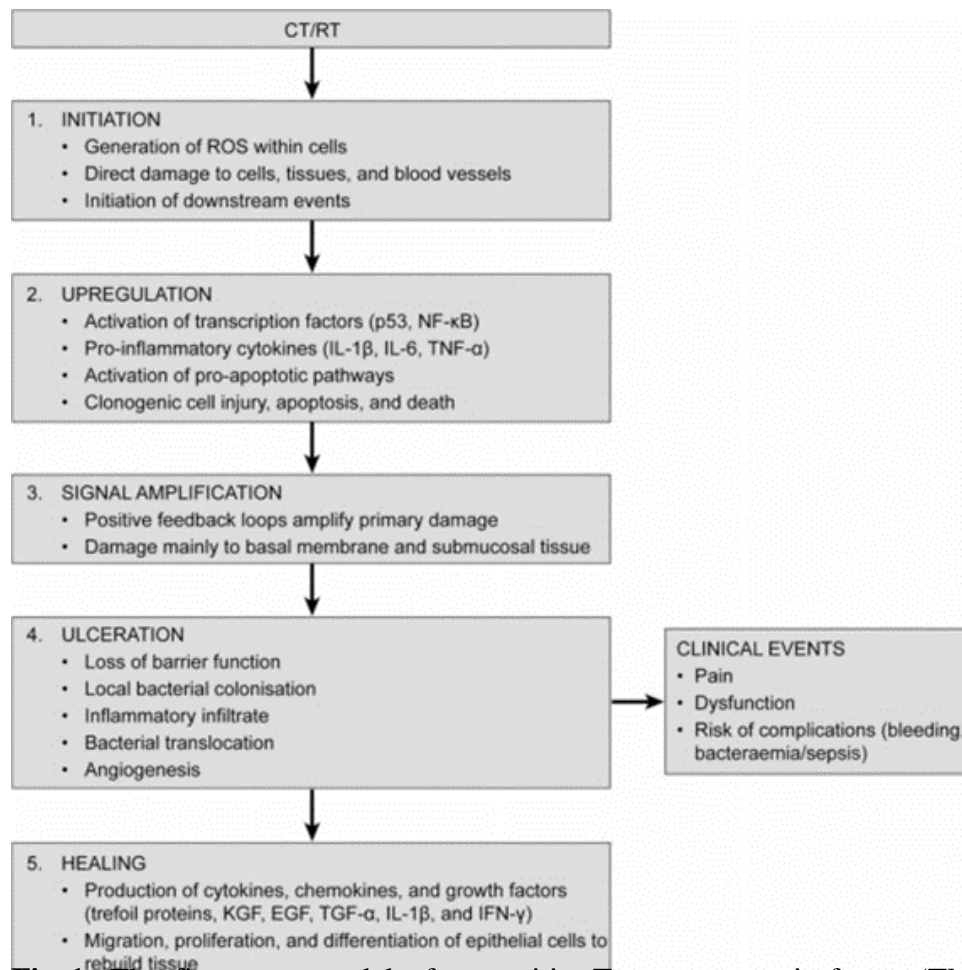 CT/RT
1. INITIATION
• Generation of ROS within cells
• Direct damage to cells, tissues, and blood vessels
• Initiation of downstream events
2. UPREGULATION
• Activation of transcription factors (p53, NF-κB)
• Pro-inflammatory cytokines (IL-1β, IL-6, TNF-α)
• Activation of pro-apoptotic pathways
• Clonogenic cell injury, apoptosis, and death
3. SIGNAL AMPLIFICATION
• Positive feedback loops amplify primary damage
• Damage mainly to basal membrane and submucosal tissue
4. ULCERATION
• Loss of barrier function
• Local bacterial colonisation
• Inflammatory infiltrate
• Bacterial translocation
• Angiogenesis
CLINICAL EVENTS
• Pain
• Dysfunction
• Risk of complications (bleeding,
bacteraemia/sepsis)
5. HEALING
• Production of cytokines, chemokines, and growth factors
(trefoil proteins, KGF, EGF, TGF-α, IL-1β, and IFN-γ)
• Migration, proliferation, and differentiation of epithelial cells to
rebuild tissue